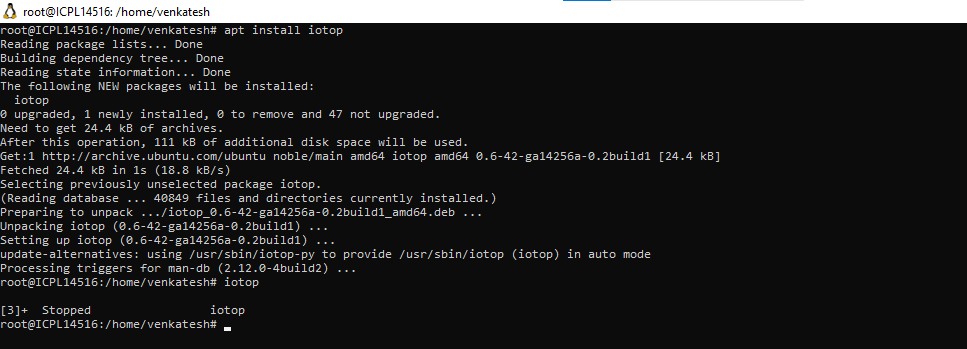 root@ICPL14516: /home/venkatesh
root@ICPL14516:/home/venkatesh# apt install iotop
Reading package lists... Done
Building dependency tree... Done
Reading state information... Done
The following NEW packages will be installed:
  iotop
0 upgraded, 1 newly installed, 0 to remove and 47 not upgraded.
Need to get 24.4 kB of archives.
After this operation, 111 kB of additional disk space will be used.
Get:1 http://archive.ubuntu.com/ubuntu noble/main amd64 iotop amd64 0.6-42-ga14256a-0.2build1 [24.4 kB]
Fetched 24.4 kB in 1s (18.8 kB/s)
Selecting previously unselected package iotop.
(Reading database ... 40849 files and directories currently installed.)
Preparing to unpack .../iotop_0.6-42-ga14256a-0.2build1_amd64.deb ...
Unpacking iotop (0.6-42-ga14256a-0.2build1) ...
Setting up iotop (0.6-42-ga14256a-0.2build1) ...
update-alternatives: using /usr/sbin/iotop-py to provide /usr/sbin/iotop (iotop) in auto mode
Processing triggers for man-db (2.12.0-4build2) ...
root@ICPL14516:/home/venkatesh# iotop
[3]+  Stopped                 iotop
root@ICPL14516:/home/venkatesh#